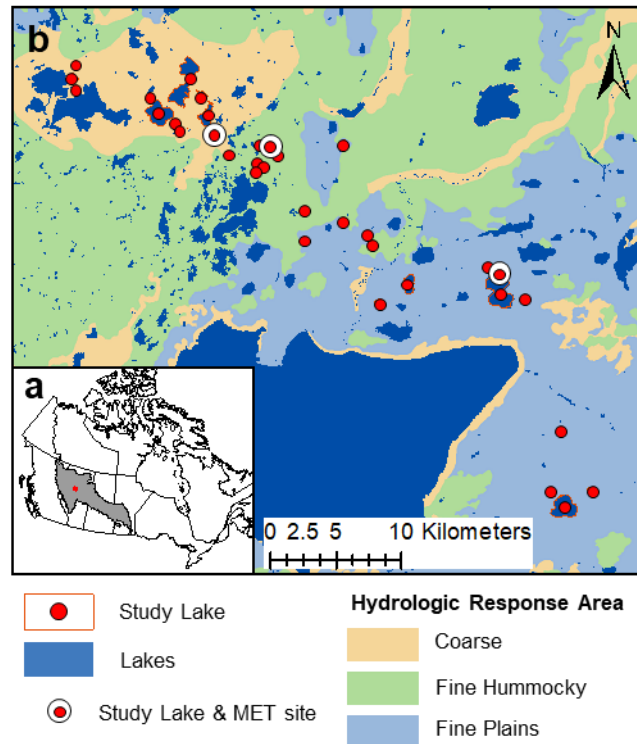 b
N
a
0 2.5 5 10 Kilometers
Study Lake
Lakes
Study Lake & MET site
Hydrologic Response Area
Coarse
Fine Hummocky
Fine Plains